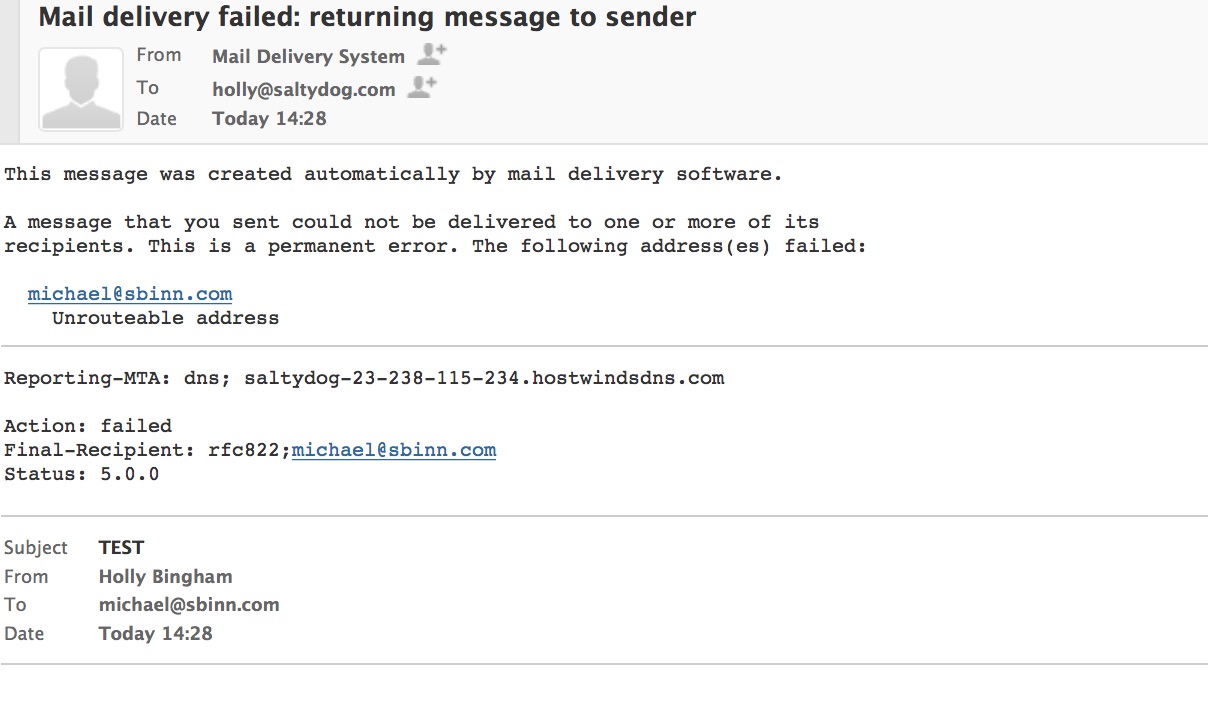 Mail delivery failed: returning message to sender
From Mail Delivery System
To holly@saltydog.com
Date Today 14:28
This message was created automatically by mail delivery software.
A message that you sent could not be delivered to one or more of its
recipients. This is a permanent error. The following address(es) failed:
michael@sbinn.com
Unrouteable address
Reporting-MTA: dns; saltydog-23-238-115-234.hostwindsdns.com
Action: failed
Final-Recipient: rfc822;michael@sbinn.com
Status: 5.0.0
Subject TEST
From Holly Bingham
To michael@sbinn.com
Date Today 14:28